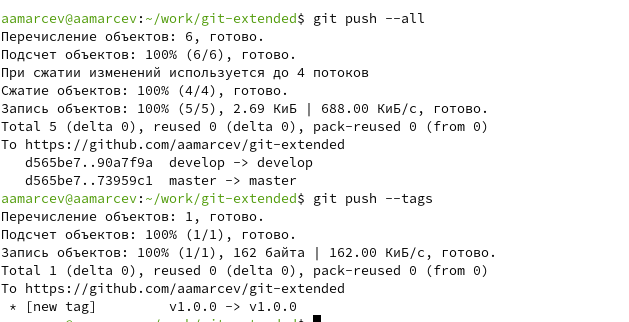 aamarcev@aamarcev:~/work/git-extended$ git push --all
Перечисление объектов: 6, готово.
Подсчет объектов: 100% (6/6), готово.
При сжатии изменений используется до 4 потоков
Сжатие объектов: 100% (4/4), готово.
Запись объектов: 100% (5/5), 2.69 КиБ | 688.00 КиБ/с, готово.
Total 5 (delta 0), reused 0 (delta 0), pack-reused 0 (from 0)
To https://github.com/aamarcev/git-extended
   d565be7..90a7f9a  develop -> develop
   d565be7..73959c1  master -> master
aamarcev@aamarcev:~/work/git-extended$ git push --tags
Перечисление объектов: 1, готово.
Подсчет объектов: 100% (1/1), готово.
Запись объектов: 100% (1/1), 162 байта | 162.00 КиБ/с, готово.
Total 1 (delta 0), reused 0 (delta 0), pack-reused 0 (from 0)
To https://github.com/aamarcev/git-extended
 * [new tag]         v1.0.0 -> v1.0.0
aamarcev@aamarcev:~/work/git-extended$